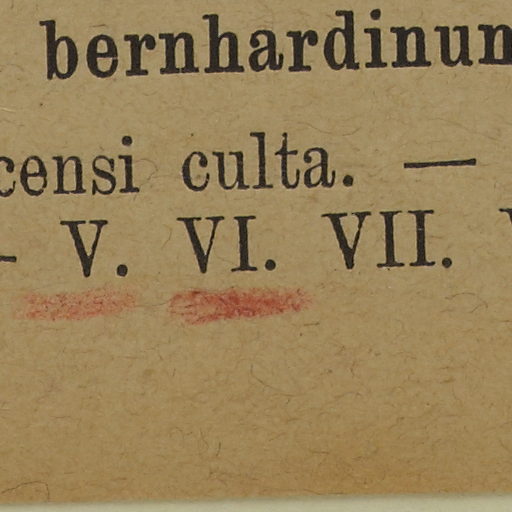 bernhardinum
censi culta. —
— V. VI. VII.